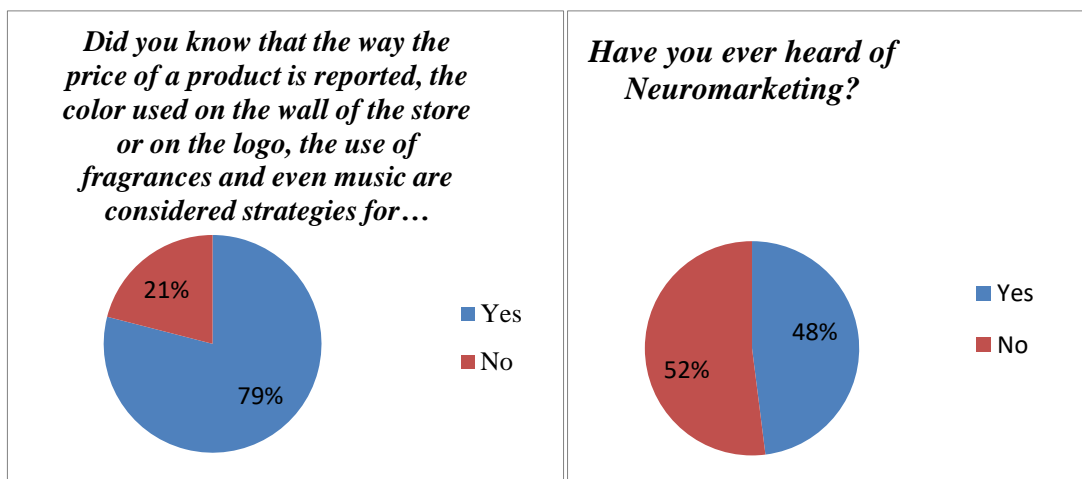 Did you know that the way the
price of a product is reported, the
color used on the wall of the store
or on the logo, the use of
fragrances and even music are
considered strategies for…
21%
79%
Yes
No
Have you ever heard of
Neuromarketing?
48%
52%
Yes
No